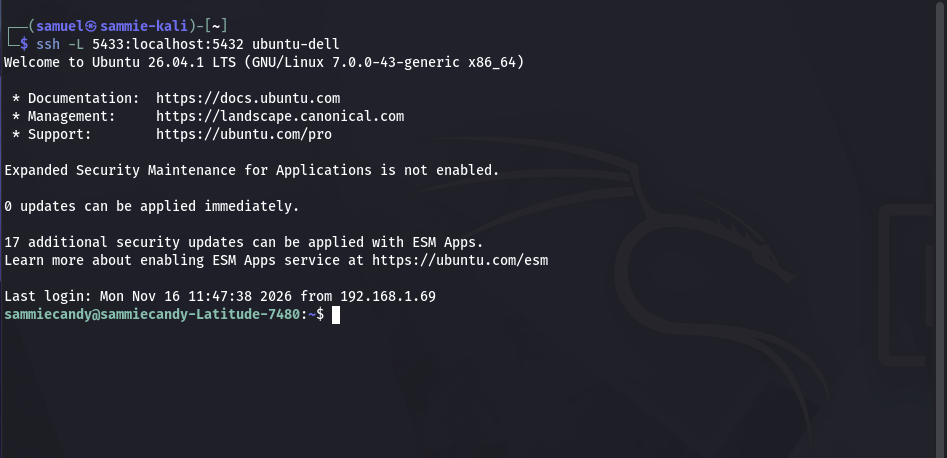 ┌──(samuel㉿sammie-kali)-[~]
└─$ ssh -L 5433:localhost:5432 ubuntu-dell
Welcome to Ubuntu 26.04.1 LTS (GNU/Linux 7.0.0-43-generic x86_64)
* Documentation:  https://docs.ubuntu.com
* Management:     https://landscape.canonical.com
* Support:        https://ubuntu.com/pro
Expanded Security Maintenance for Applications is not enabled.
0 updates can be applied immediately.
17 additional security updates can be applied with ESM Apps.
Learn more about enabling ESM Apps service at https://ubuntu.com/esm
Last login: Mon Nov 16 11:47:38 2026 from 192.168.1.69
sammiecandy@sammiecandy-Latitude-7480:~$